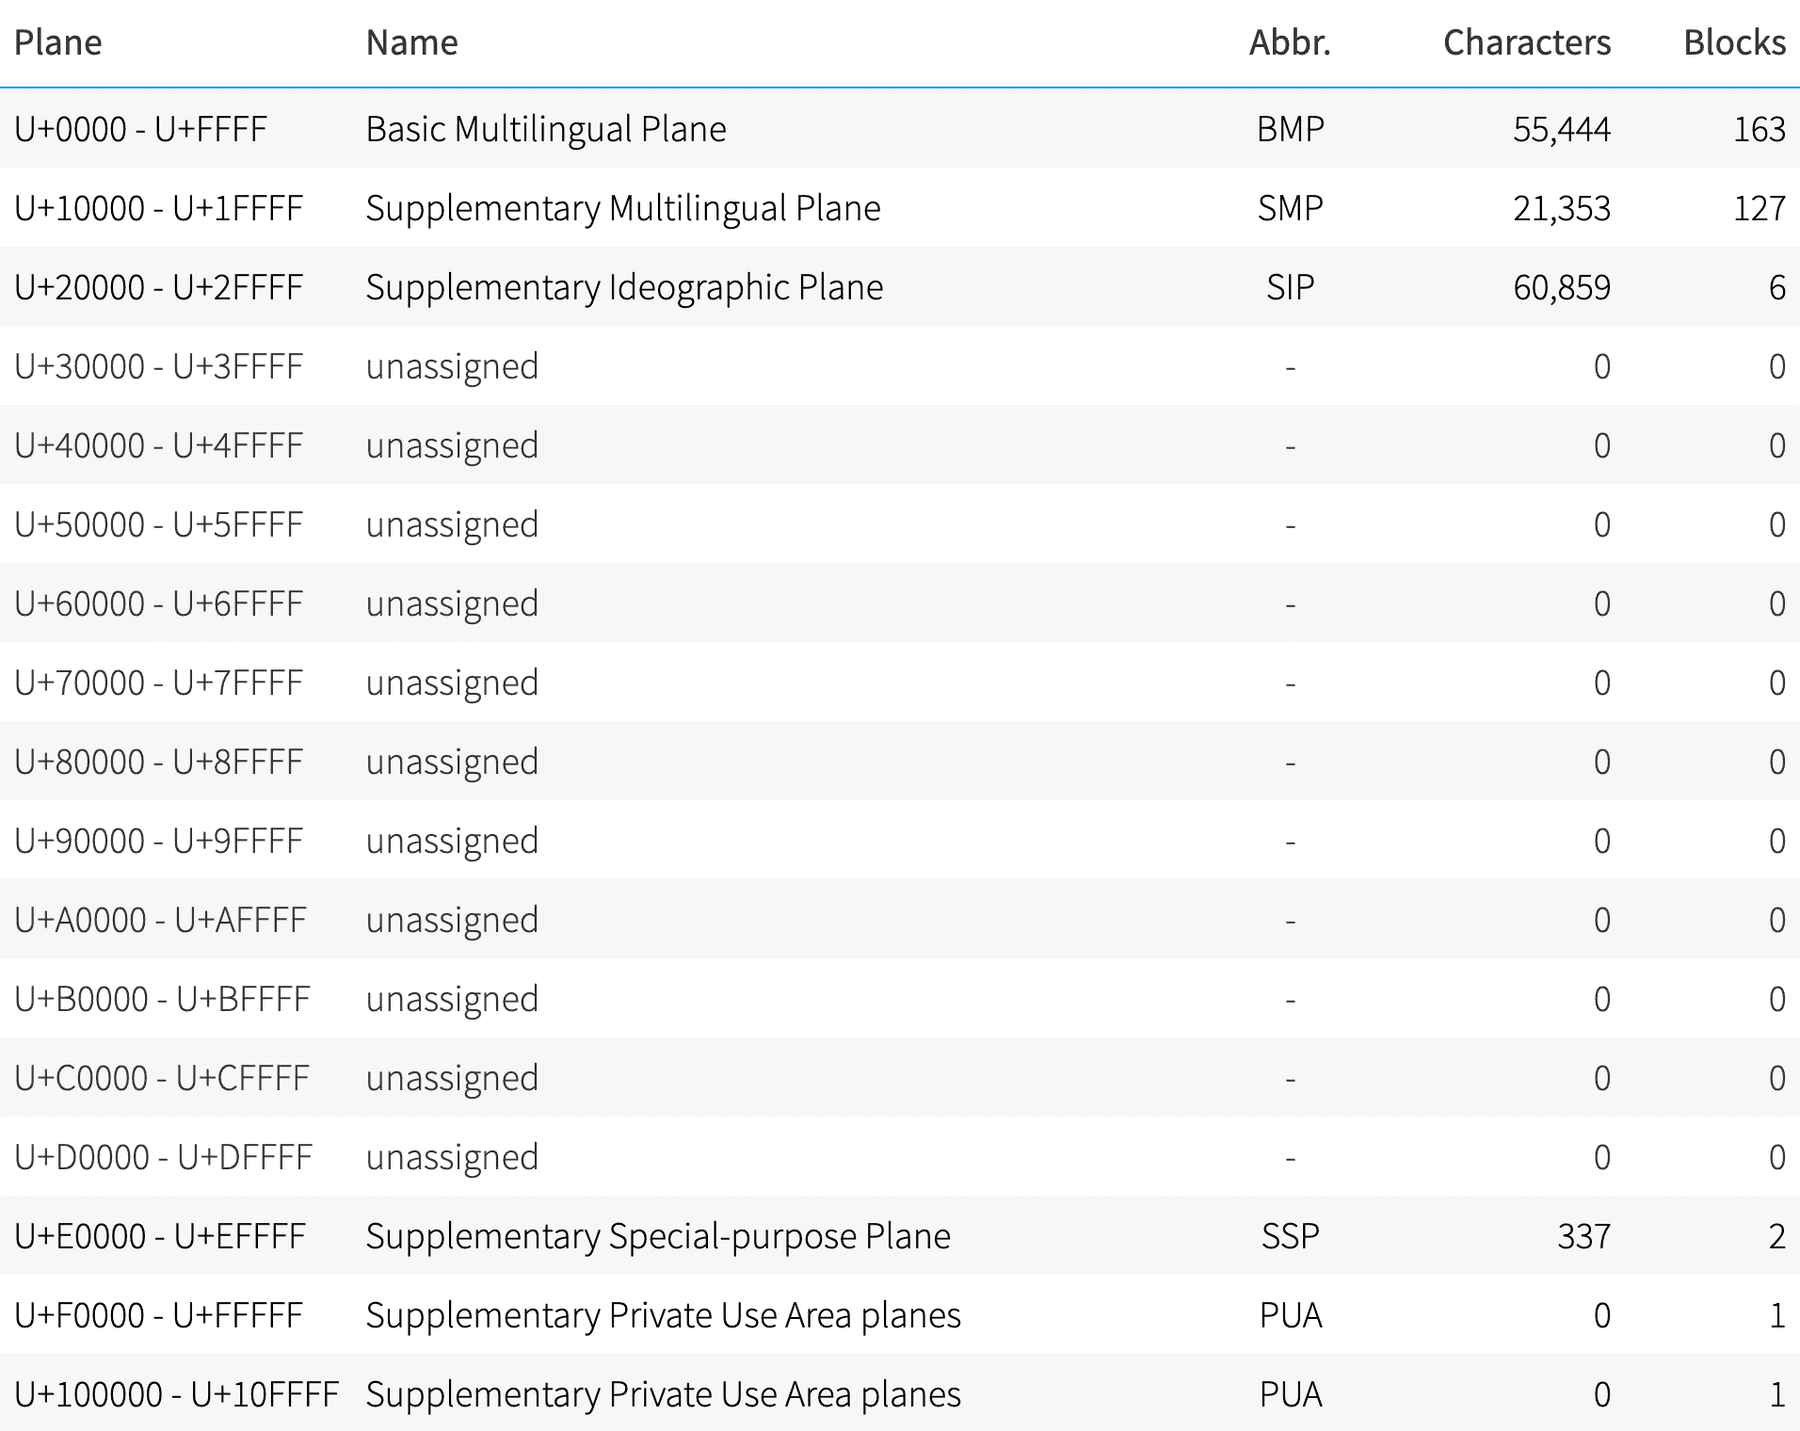 Plane Name Abbr. Characters Blocks
U+0000 - U+FFFF Basic Multilingual Plane BMP 55,444 163
U+10000 - U+1FFFF Supplementary Multilingual Plane SMP 21,353 127
U+20000 - U+2FFFF Supplementary Ideographic Plane SIP 60,859 6
U+30000 - U+3FFFF unassigned - 0 0
U+40000 - U+4FFFF unassigned - 0 0
U+50000 - U+5FFFF unassigned - 0 0
U+60000 - U+6FFFF unassigned - 0 0
U+70000 - U+7FFFF unassigned - 0 0
U+80000 - U+8FFFF unassigned - 0 0
U+90000 - U+9FFFF unassigned - 0 0
U+A0000 - U+AFFFF unassigned - 0 0
U+B0000 - U+BFFFF unassigned - 0 0
U+C0000 - U+CFFFF unassigned - 0 0
U+D0000 - U+DFFFF unassigned - 0 0
U+E0000 - U+EFFFF Supplementary Special-purpose Plane SSP 337 2
U+F0000 - U+FFFFF Supplementary Private Use Area planes PUA 0 1
U+100000 - U+10FFFF Supplementary Private Use Area planes PUA 0 1